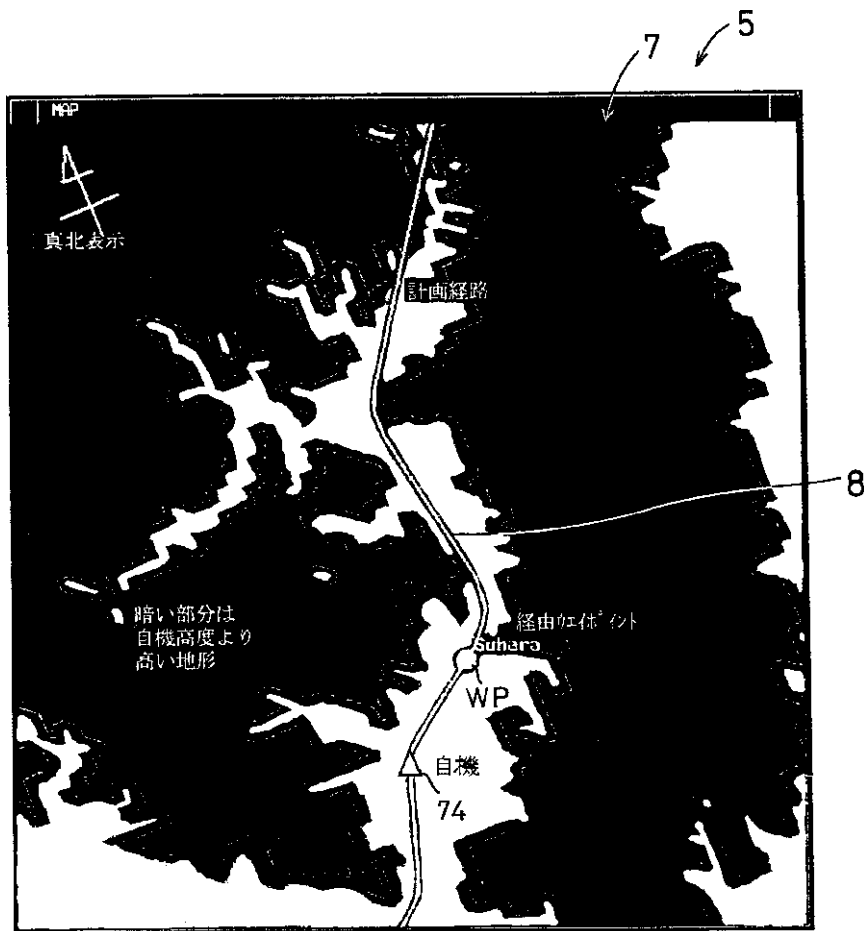 5
7
MAP
真北表示
計画経路
8
暗い部分は
自機高度より
高い地形
経由ウエイポイント
Suhara
WP
自機
74